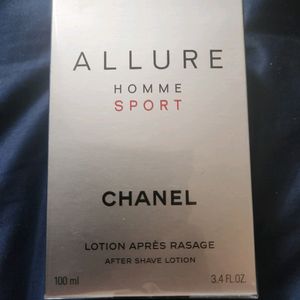 ALLURE
HOMME
SPORT
CHANEL
LOTION APRÈS RASAGE
AFTER SHAVE LOTION
100 ml 3.4 FL.OZ.